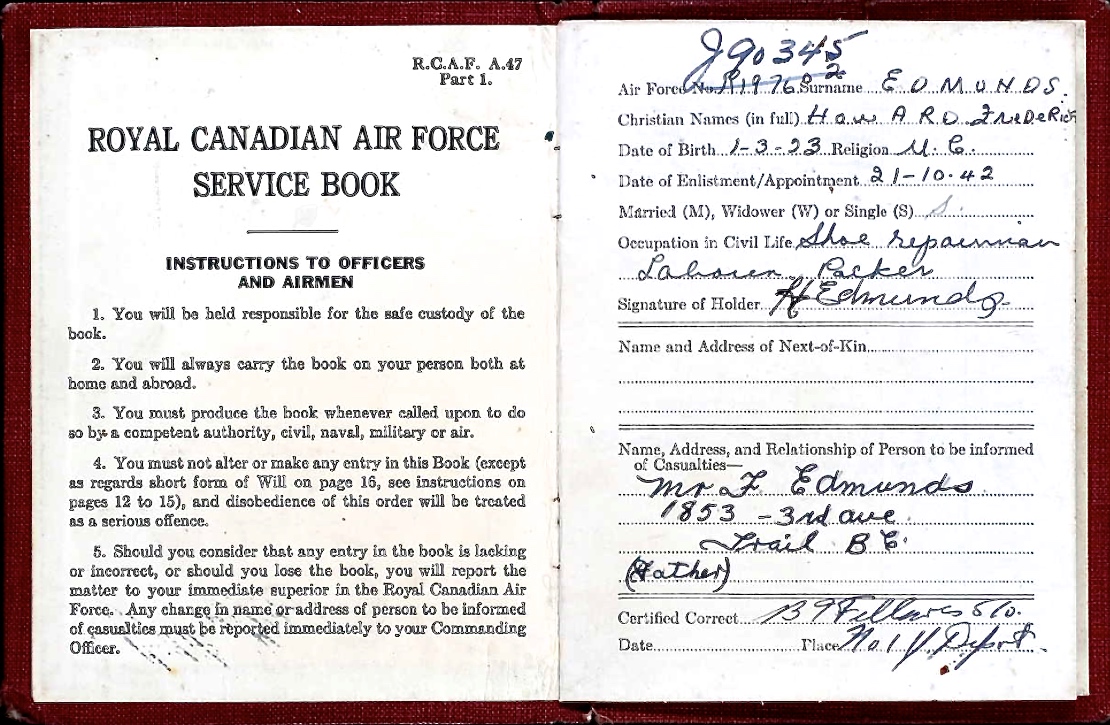 R.C.A.F. A.47
Part 1.
ROYAL CANADIAN AIR FORCE
SERVICE BOOK
INSTRUCTIONS TO OFFICERS
AND AIRMEN
1. You will be held responsible for the safe custody of the
book.
2. You will always carry the book on your person both at
home and abroad.
3. You must produce the book whenever called upon to do
so by a competent authority, civil, naval, military or air.
4. You must not alter or make any entry in this Book (except
as regards short form of Will on page 16, see instructions on
pages 12 to 15), and disobedience of this order will be treated
as a serious offence.
5. Should you consider that any entry in the book is lacking
or incorrect, or should you lose the book, you will report the
matter to your immediate superior in the Royal Canadian Air
Force. Any change in name or address of person to be informed
of casualties must be reported immediately to your Commanding
Officer.
J90345
Air Force No. R197682 Surname EDMUNDS.
Christian Names (in full) HowARD FReDeRick
Date of Birth 1-3-23 Religion U.C.
Date of Enlistment/Appointment 21-10-42
Married (M), Widower (W) or Single (S) S.
Occupation in Civil Life Shoe repairman
Labourer Packer
Signature of Holder H Edmunds
Name and Address of Next-of-Kin
Name, Address, and Relationship of Person to be informed
of Casualties—
Mr F. Edmunds
1853 - 3rd ave.
Trail B.C.
(Father)
Certified Correct
Date Place No 1 Depot.